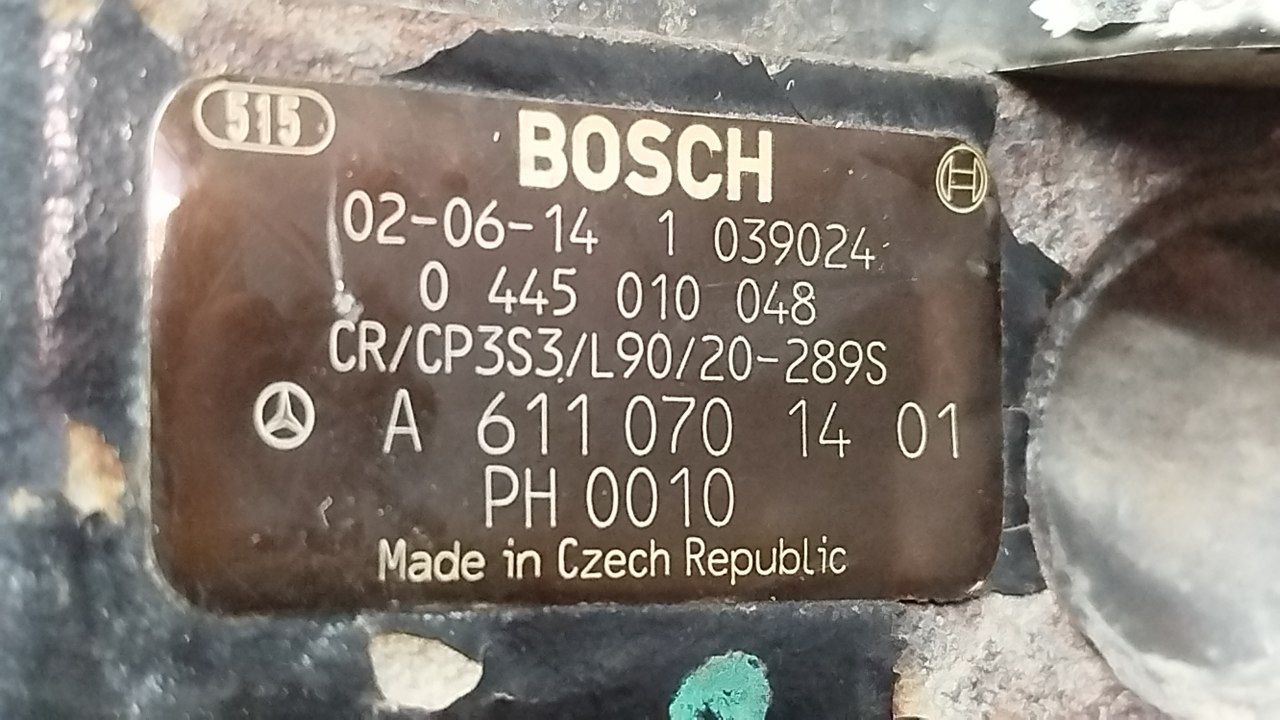 515
BOSCH
02-06-14 1 039024
0 445 010 048
CR/CP3S3/L90/20-289S
A 611 070 14 01
PH 0010
Made in Czech Republic